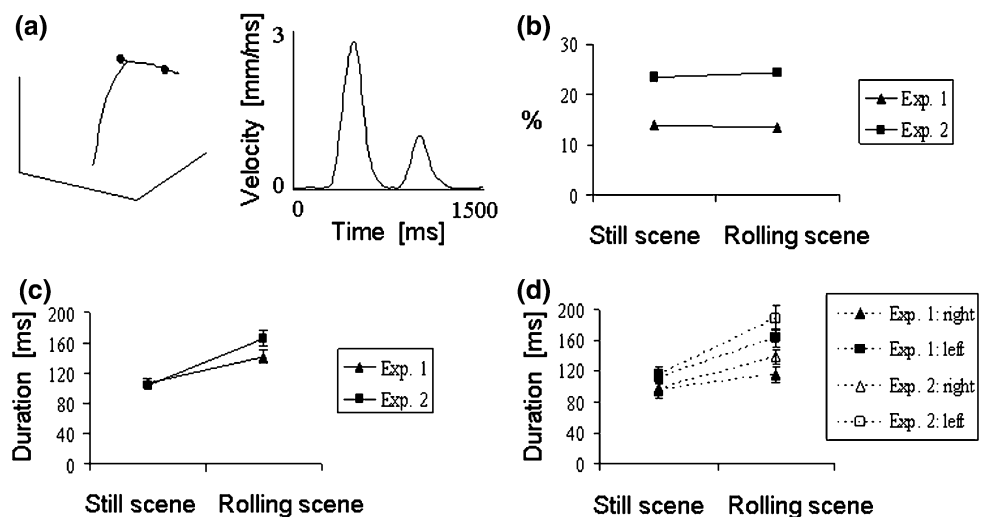 (a)
Velocity [mm/ms]
3
0
0
1500
Time [ms]
(b)
%
30
20
10
0
Still scene
Rolling scene
Exp. 1
Exp. 2
(c)
Duration [ms]
200
160
120
80
40
0
Still scene
Rolling scene
Exp. 1
Exp. 2
(d)
Duration [ms]
200
160
120
80
40
0
Still scene
Rolling scene
Exp. 1: right
Exp. 1: left
Exp. 2: right
Exp. 2: left